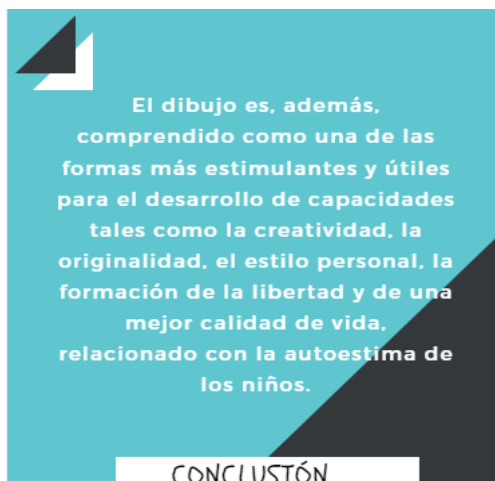 El dibujo es, además,
comprendido como una de las
formas más estimulantes y útiles
para el desarrollo de capacidades
tales como la creatividad, la
originalidad, el estilo personal, la
formación de la libertad y de una
mejor calidad de vida,
relacionado con la autoestima de
los niños.
CONCLUSIÓN